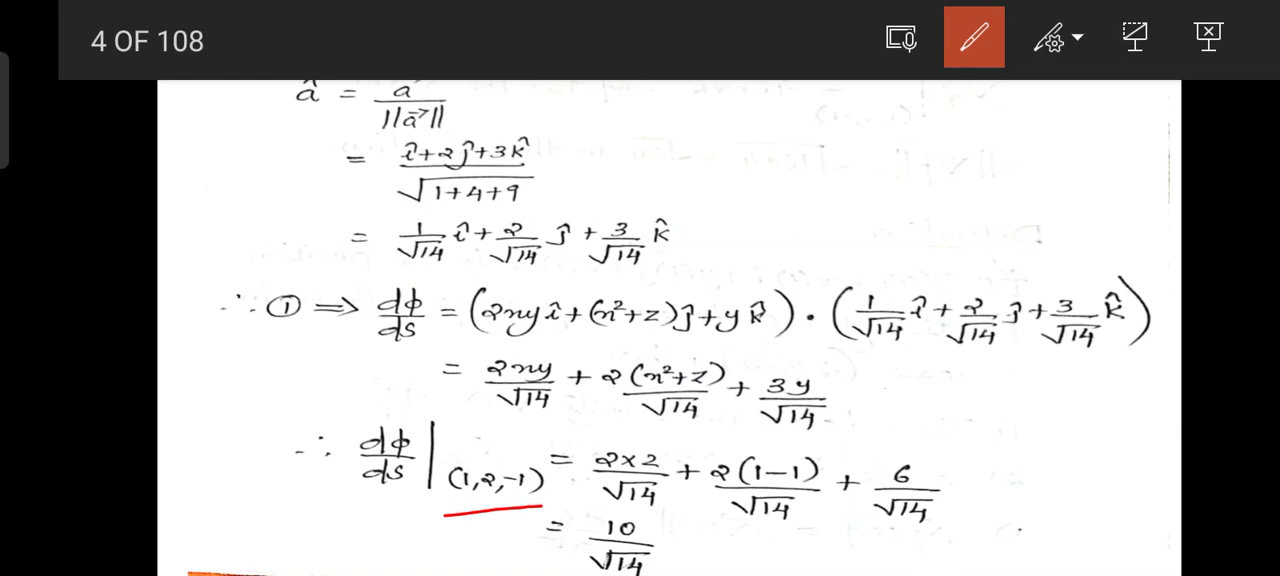 4 OF 108
â = a / ||a⃗||
= î+2ĵ+3k̂ / √1+4+9
= 1/√14 î + 2/√14 ĵ + 3/√14 k̂
∴ ① ⟹ dϕ/ds = (2xyî+(x²+z)ĵ+yk̂) · (1/√14 î + 2/√14 ĵ + 3/√14 k̂)
= 2xy/√14 + 2(x²+z)/√14 + 3y/√14
∴ dϕ/ds |(1,2,-1) = 2×2/√14 + 2(1-1)/√14 + 6/√14
= 10/√14